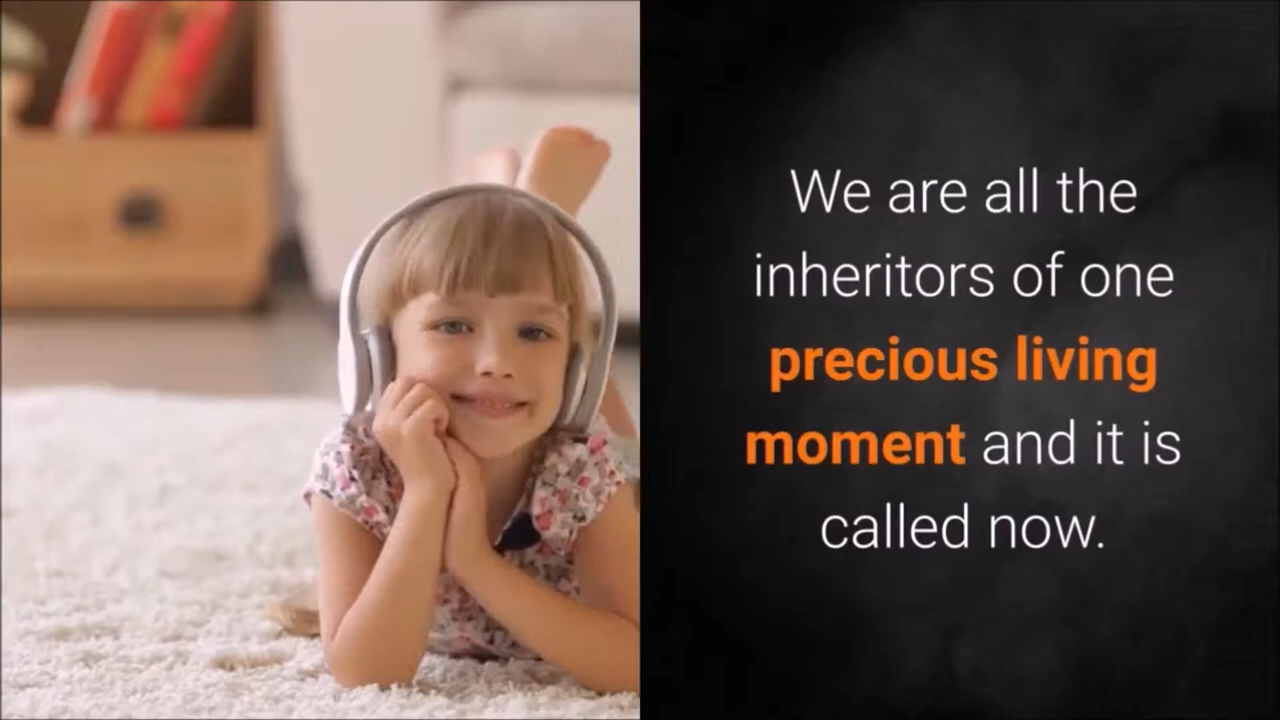 We are all the
inheritors of one
precious living
moment and it is
called now.